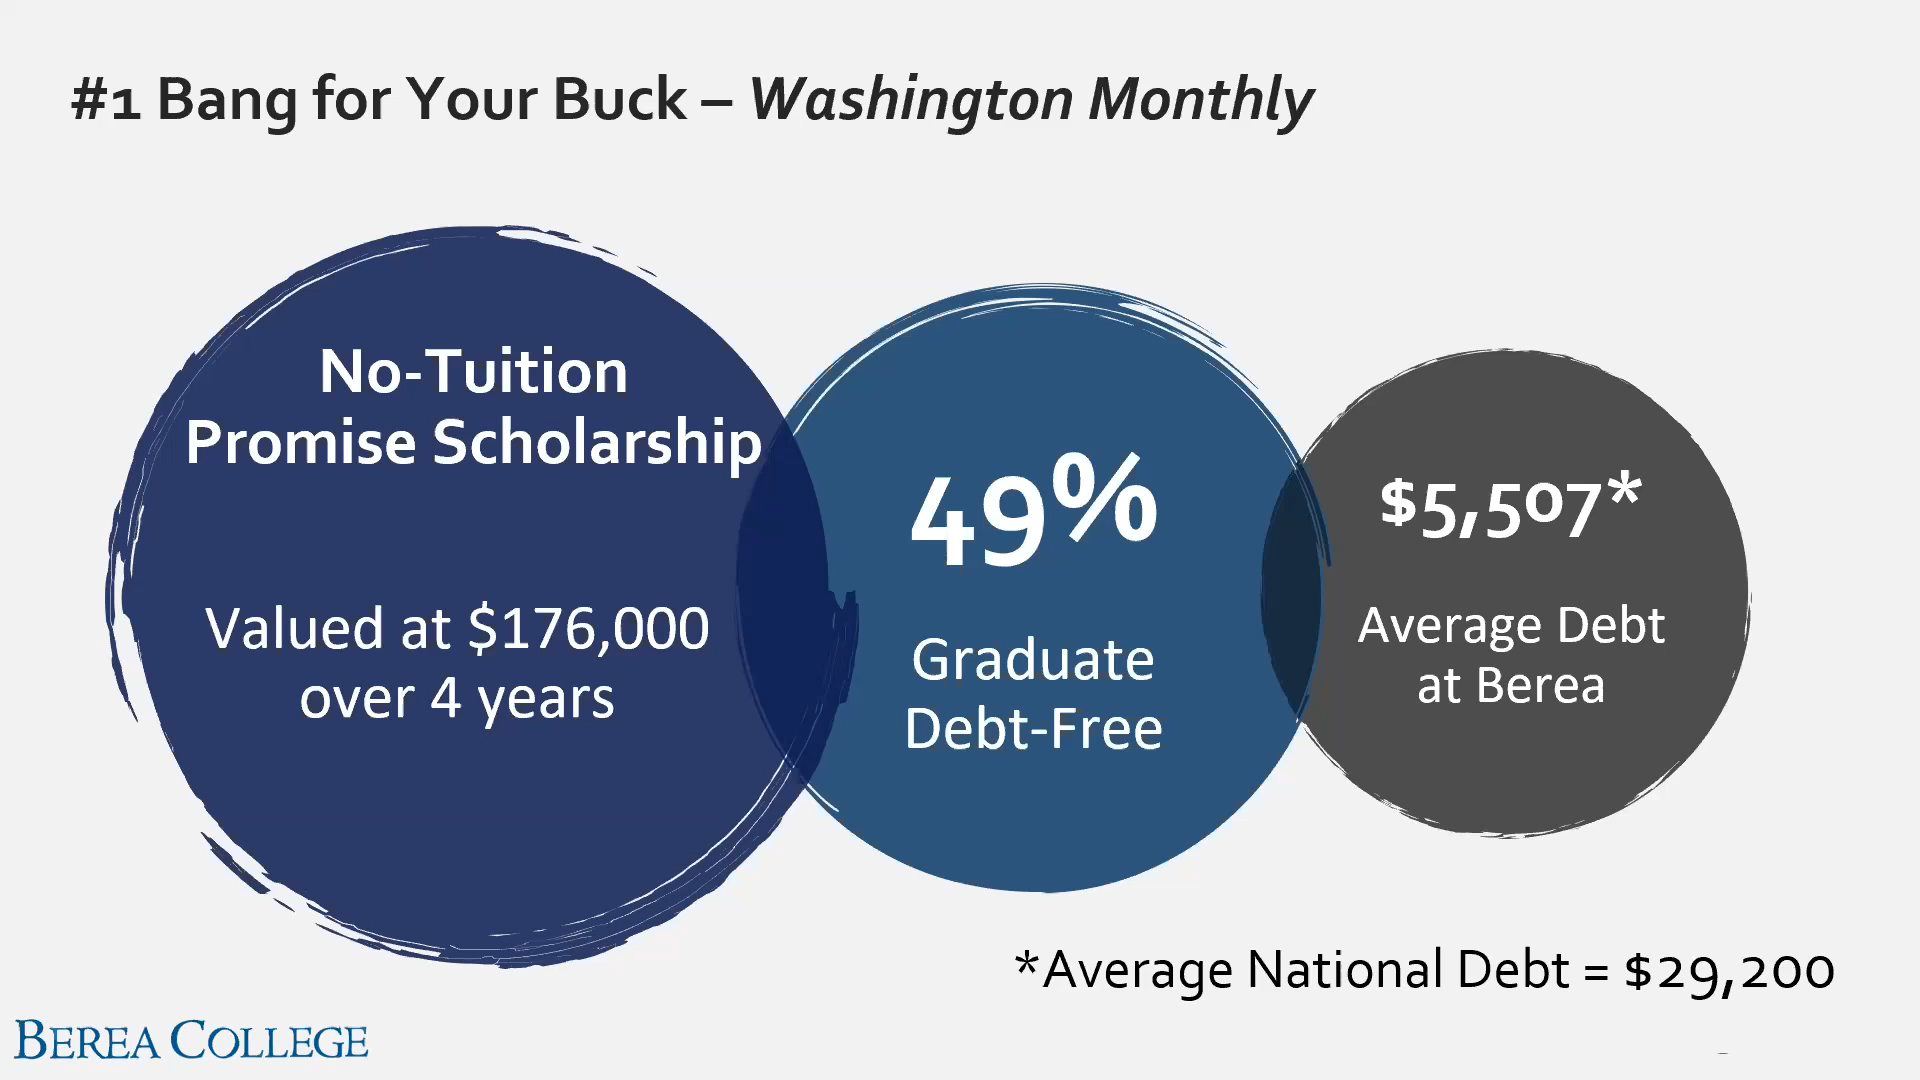 #1 Bang for Your Buck – Washington Monthly
No-Tuition
Promise Scholarship
Valued at $176,000
over 4 years
49%
Graduate
Debt-Free
$5,507*
Average Debt
at Berea
*Average National Debt = $29,200
BEREA COLLEGE